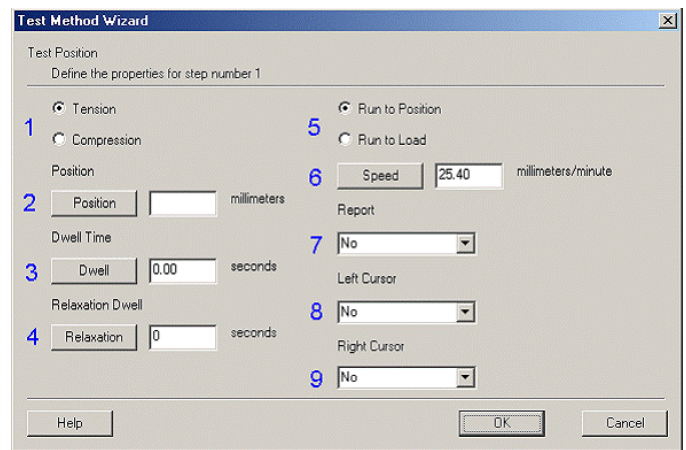 Test Method Wizard
Test Position
Define the properties for step number 1
1
Tension
Compression
Position
2 Position millimeters
Dwell Time
3 Dwell 0.00 seconds
Relaxation Dwell
4 Relaxation 0 seconds
5
Run to Position
Run to Load
6 Speed 25.40 millimeters/minute
Report
7 No
Left Cursor
8 No
Right Cursor
9 No
Help OK Cancel